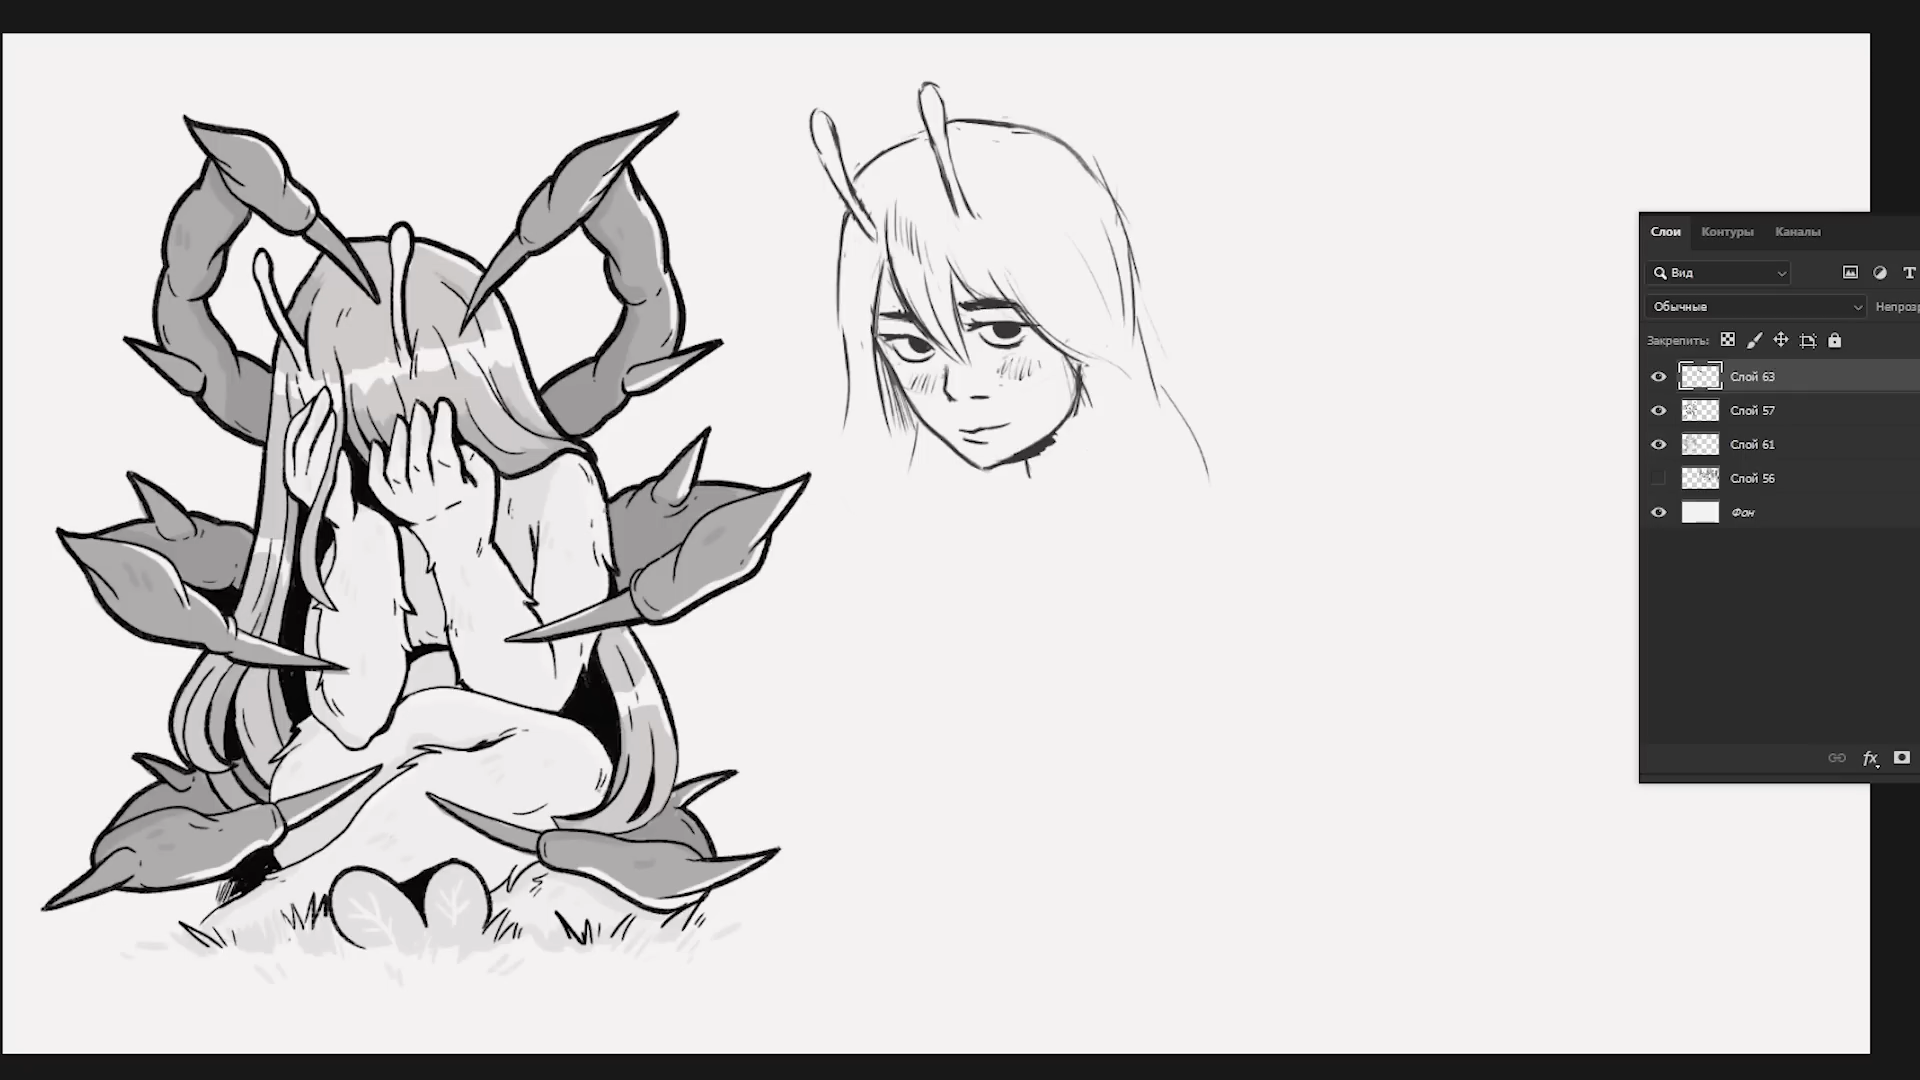 Слои Контуры Каналы
Вид T
Обычные Непроз
Закрепить:
Слой 63
Слой 57
Слой 61
Слой 56
Фон
fx